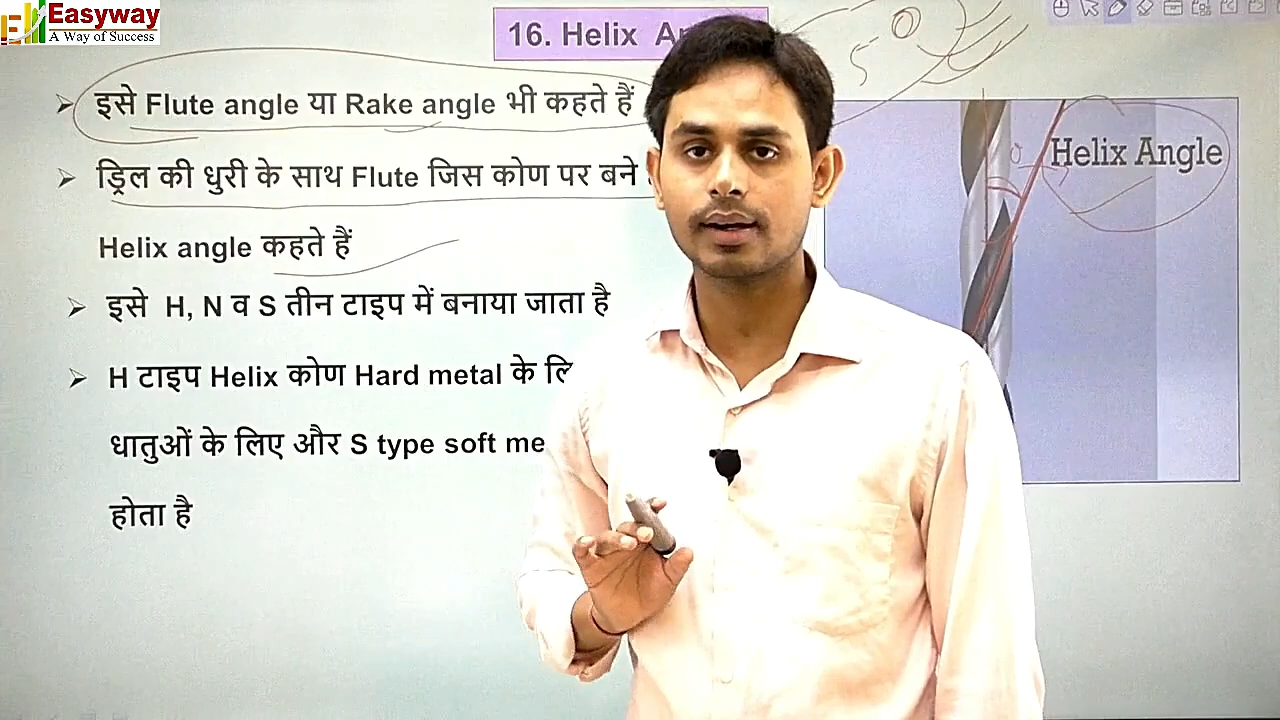 Easyway
A Way of Success
16. Helix
इसे Flute angle या Rake angle भी कहते हैं
ड्रिल की धुरी के साथ Flute जिस कोण पर बने
Helix angle कहते हैं
इसे H, N व S तीन टाइप में बनाया जाता है
H टाइप Helix कोण Hard metal के
धातुओं के लिए और S type soft
होता है
Helix Angle